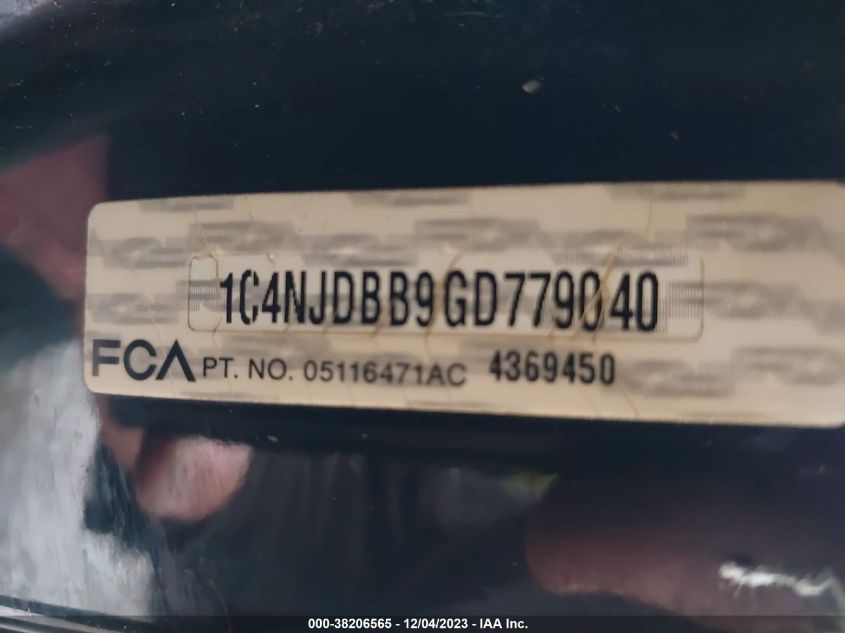 1C4NJDBB9GD779040
FCA PT. NO. 05116471AC 4369450
000-38206565 - 12/04/2023 - IAA Inc.